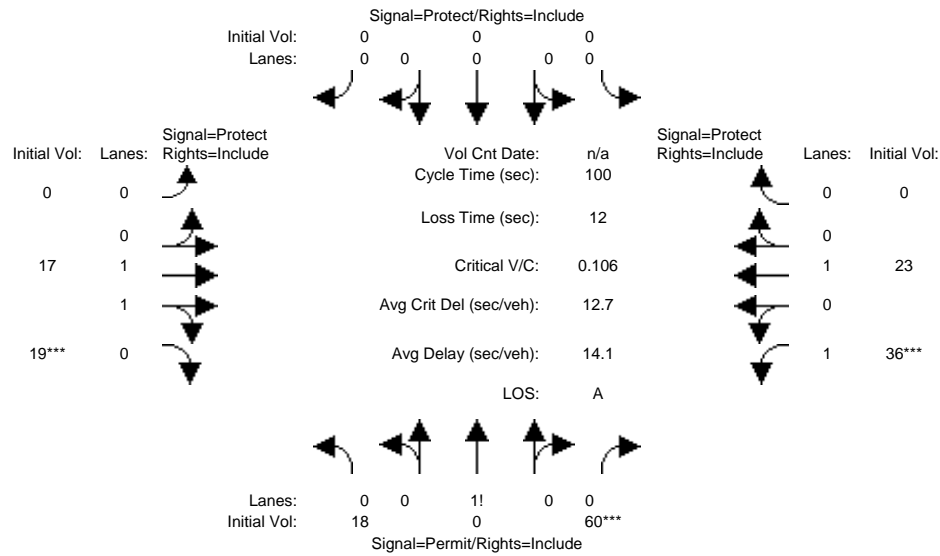 Signal=Protect/Rights=Include
Initial Vol: 0 0 0
Lanes: 0 0 0 0 0
Signal=Protect
Initial Vol: Lanes: Rights=Include
Vol Cnt Date: n/a
Signal=Protect
Rights=Include Lanes: Initial Vol:
Cycle Time (sec): 100
0 0
0 0
Loss Time (sec): 12
0
0
17 1
Critical V/C: 0.106
1 23
1
Avg Crit Del (sec/veh): 12.7
0
19*** 0
Avg Delay (sec/veh): 14.1
1 36***
LOS: A
Lanes: 0 0 1! 0 0
Initial Vol: 18 0 60***
Signal=Permit/Rights=Include